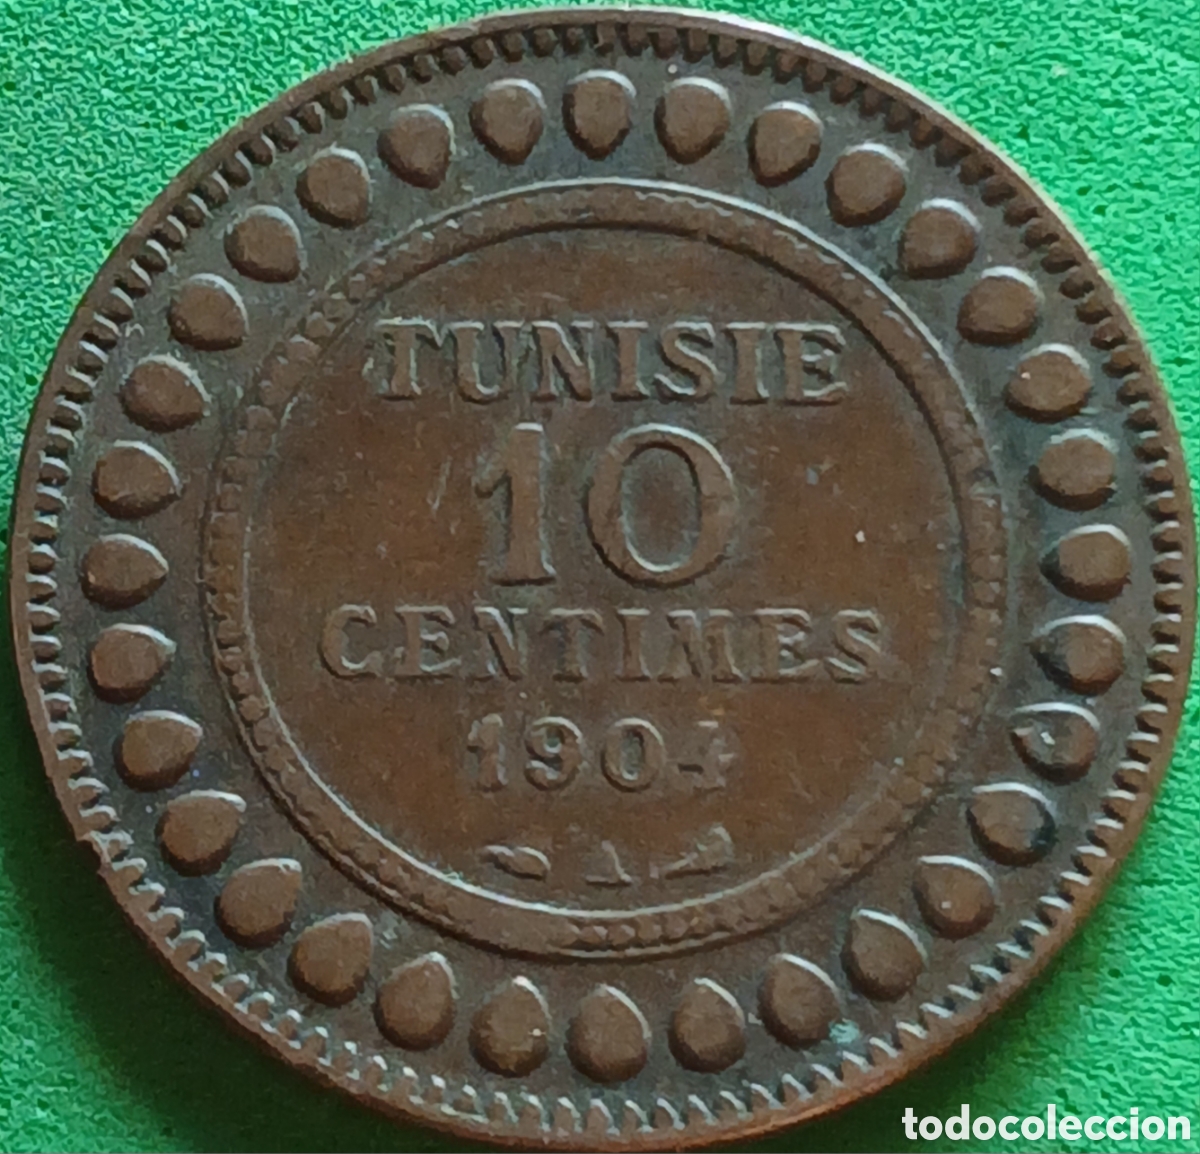 TUNISIE
10
CENTIMES
1904
A
todocoleccion